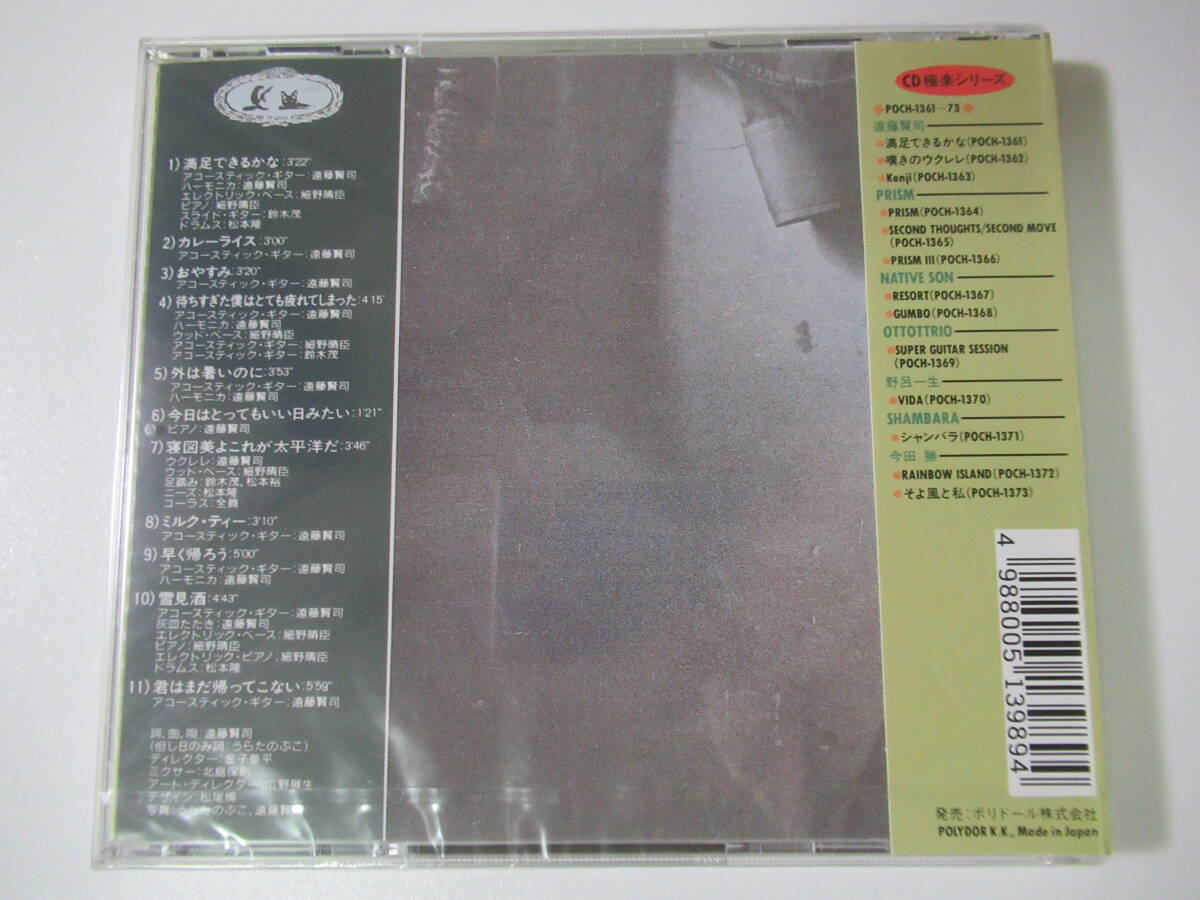 1) 満足できるかな:3'22"
アコースティック・ギター:遠藤賢司
ハーモニカ:遠藤賢司
エレクトリック・ベース:細野晴臣
ピアノ:細野晴臣
スライド・ギター:鈴木茂
ドラムス:松本隆
2) カレーライス:3'00"
アコースティック・ギター:遠藤賢司
3) おやすみ:3'20"
アコースティック・ギター:遠藤賢司
4) 待ちすぎた僕はとても疲れてしまった:4'15"
アコースティック・ギター:遠藤賢司
ハーモニカ:遠藤賢司
ウッド・ベース:細野晴臣
アコースティック・ギター:細野晴臣
アコースティック・ギター:鈴木茂
5) 外は暑いのに:3'53"
アコースティック・ギター:遠藤賢司
ハーモニカ:遠藤賢司
6) 今日はとってもいい日みたい:1'21"
ピアノ:遠藤賢司
7) 寝図美よこれが太平洋だ:3'46"
ウクレレ:遠藤賢司
ウッド・ベース:細野晴臣
足踏み:鈴木茂,松本裕
ニーズ:松本隆
コーラス:全員
8) ミルク・ティー:3'10"
アコースティック・ギター:遠藤賢司
9) 早く帰ろう:5'00"
アコースティック・ギター:遠藤賢司
ハーモニカ:遠藤賢司
10) 雪見酒:4'43"
アコースティック・ギター:遠藤賢司
灰皿たたき:遠藤賢司
エレクトリック・ベース:細野晴臣
ピアノ:細野晴臣
エレクトリック・ピアノ:細野晴臣
ドラムス:松本隆
11) 君はまだ帰ってこない:5'59"
アコースティック・ギター:遠藤賢司
詞,曲,唄:遠藤賢司
(但し日のみ詞:うらたのぶこ)
ディレクター:金子章平
ミクサー:北島保則
アート・ディレクター:広野展生
デザイン:松尾博
写真:うらたのぶこ,遠藤賢
CD極楽シリーズ
POCH-1361~73
遠藤賢司
満足できるかな(POCH-1361)
嘆きのウクレレ(POCH-1362)
Kenji(POCH-1363)
PRISM
PRISM(POCH-1364)
SECOND THOUGHTS/SECOND MOVE
(POCH-1365)
PRISM III(POCH-1366)
NATIVE SON
RESORT(POCH-1367)
GUMBO(POCH-1368)
OTTOTTRIO
SUPER GUITAR SESSION
(POCH-1369)
野呂一生
VIDA(POCH-1370)
SHAMBARA
シャンバラ(POCH-1371)
今田 勝
RAINBOW ISLAND(POCH-1372)
そよ風と私(POCH-1373)
4 988005 139894
発売:ポリドール株式会社
POLYDOR K.K., Made in Japan